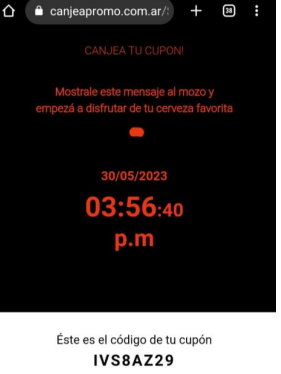 canjeapromo.com.ar/
38
CANJEA TU CUPON!
Mostrale este mensaje al mozo y
empezá a disfrutar de tu cerveza favorita
30/05/2023
03:56:40
p.m
Éste es el código de tu cupón
IVS8AZ29